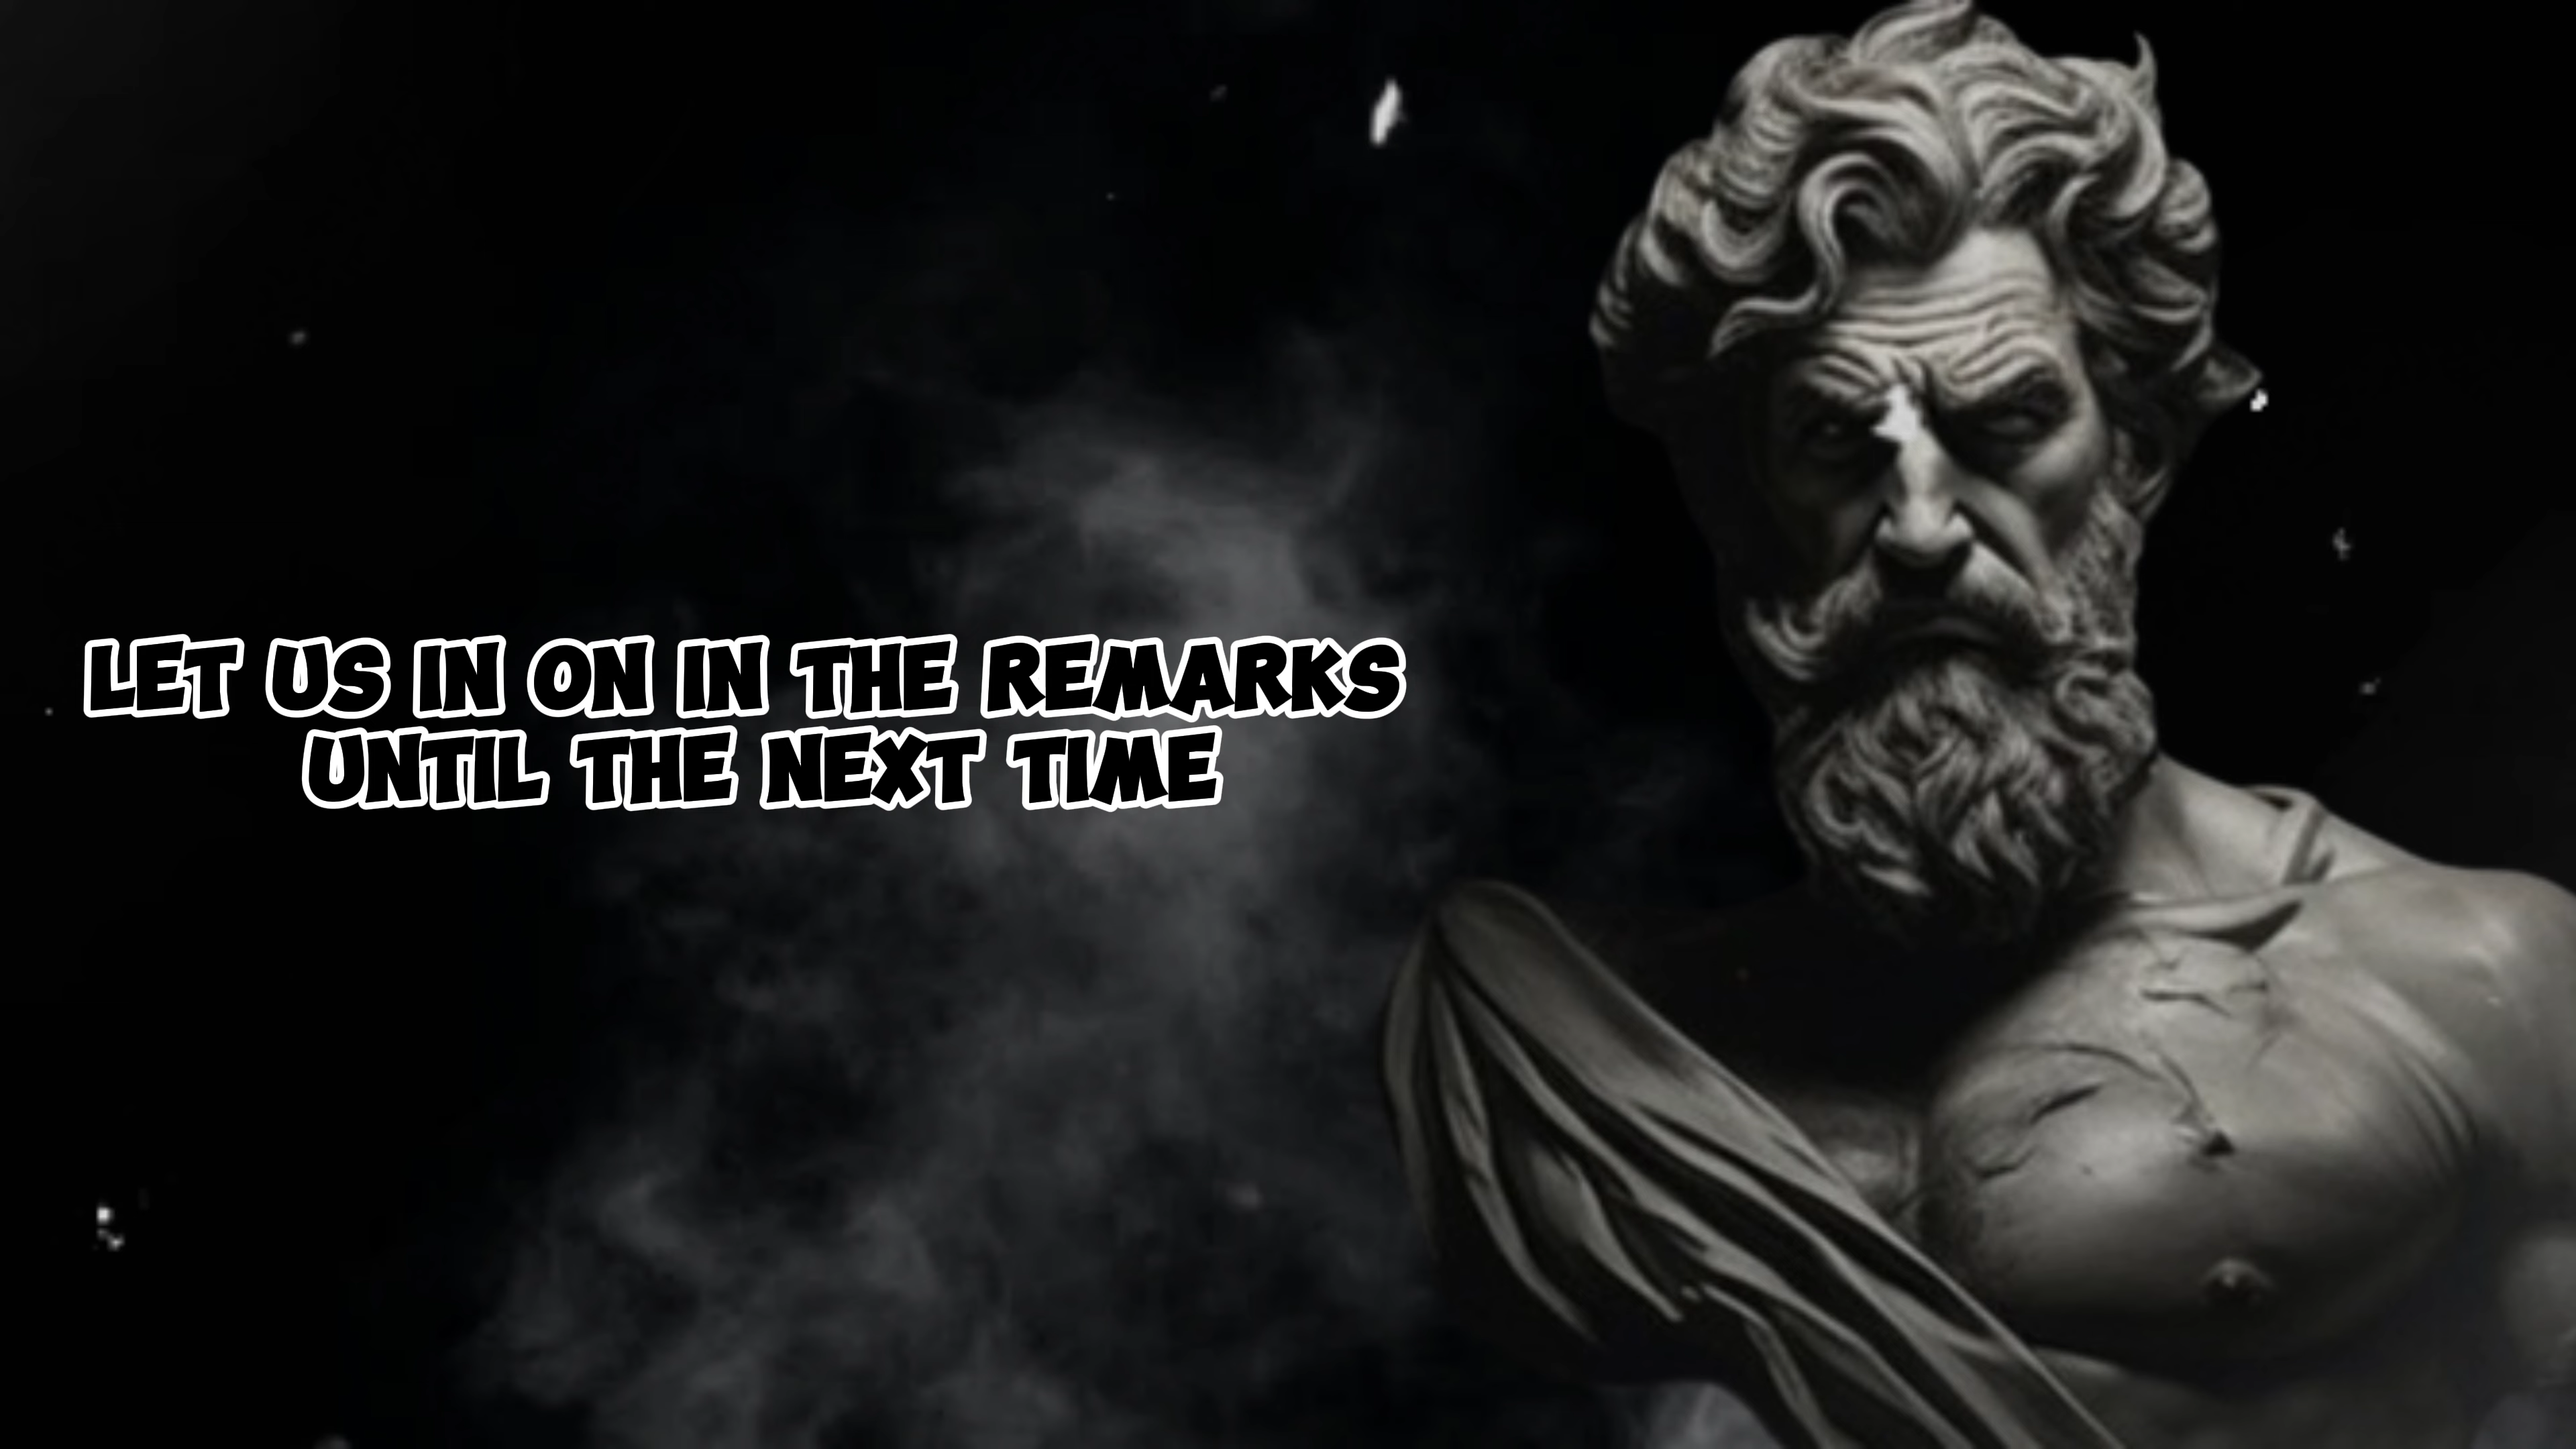 LET US IN ON IN THE REMARKS
UNTIL THE NEXT TIME